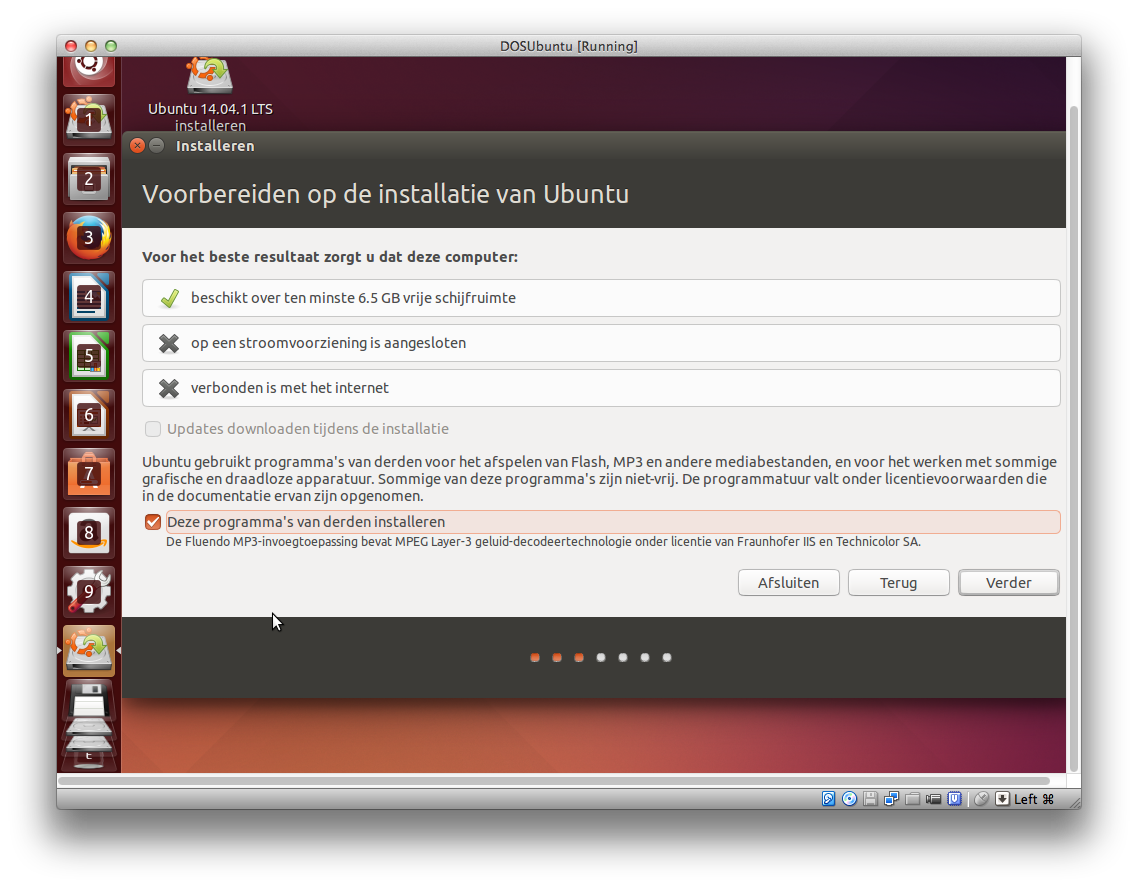 DOSUbuntu [Running]
Ubuntu 14.04.1 LTS
installeren
1
2
3
4
5
6
7
8
9
E
Installeren
Voorbereiden op de installatie van Ubuntu
Voor het beste resultaat zorgt u dat deze computer:
beschikt over ten minste 6.5 GB vrije schijfruimte
op een stroomvoorziening is aangesloten
verbonden is met het internet
Updates downloaden tijdens de installatie
Ubuntu gebruikt programma's van derden voor het afspelen van Flash, MP3 en andere mediabestanden, en voor het werken met sommige
grafische en draadloze apparatuur. Sommige van deze programma's zijn niet-vrij. De programmatuur valt onder licentievoorwaarden die
in de documentatie ervan zijn opgenomen.
Deze programma's van derden installeren
De Fluendo MP3-invoegtoepassing bevat MPEG Layer-3 geluid-decodeertechnologie onder licentie van Fraunhofer IIS en Technicolor SA.
Afsluiten
Terug
Verder
Left ⌘